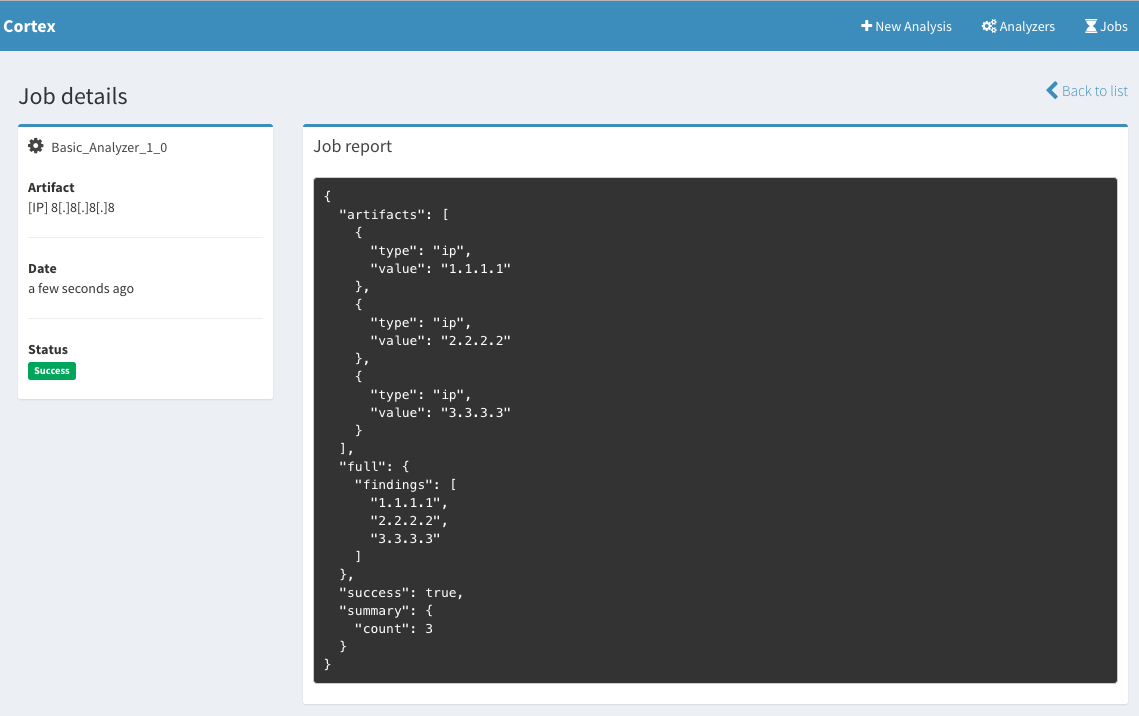 Cortex
New Analysis
Analyzers
Jobs
Job details
Back to list
Basic_Analyzer_1_0
Artifact
[IP] 8[.]8[.]8[.]8
Date
a few seconds ago
Status
Success
Job report
{
  "artifacts": [
    {
      "type": "ip",
      "value": "1.1.1.1"
    },
    {
      "type": "ip",
      "value": "2.2.2.2"
    },
    {
      "type": "ip",
      "value": "3.3.3.3"
    }
  ],
  "full": {
    "findings": [
      "1.1.1.1",
      "2.2.2.2",
      "3.3.3.3"
    ]
  },
  "success": true,
  "summary": {
    "count": 3
  }
}